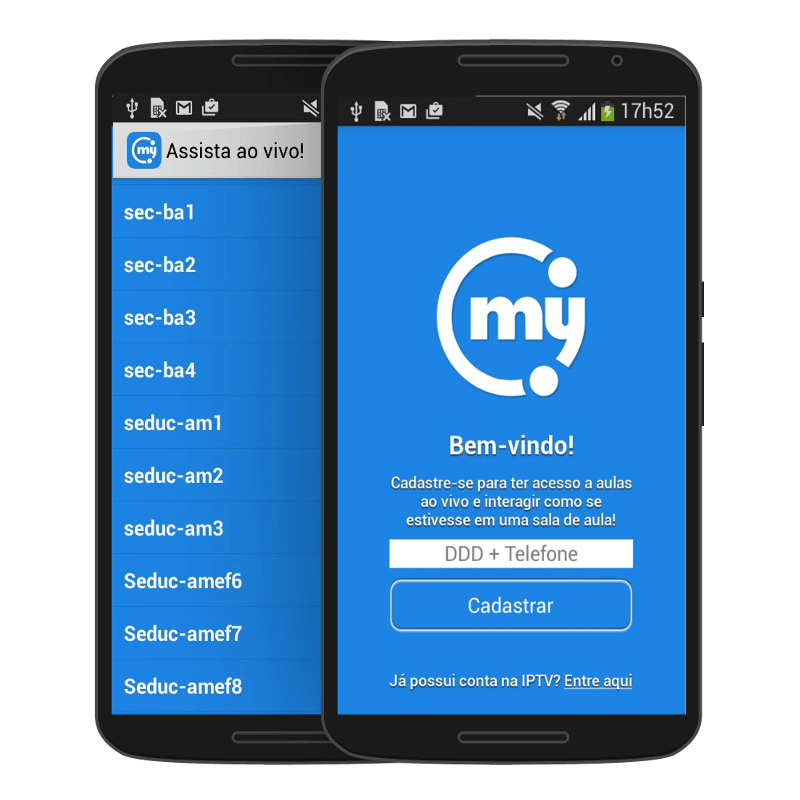 my Assista ao vivo!
sec-ba1
sec-ba2
sec-ba3
sec-ba4
seduc-am1
seduc-am2
seduc-am3
Seduc-amef6
Seduc-amef7
Seduc-amef8
17h52
my
Bem-vindo!
Cadastre-se para ter acesso a aulas
ao vivo e interagir como se
estivesse em uma sala de aula!
DDD + Telefone
Cadastrar
Já possui conta na IPTV? Entre aqui